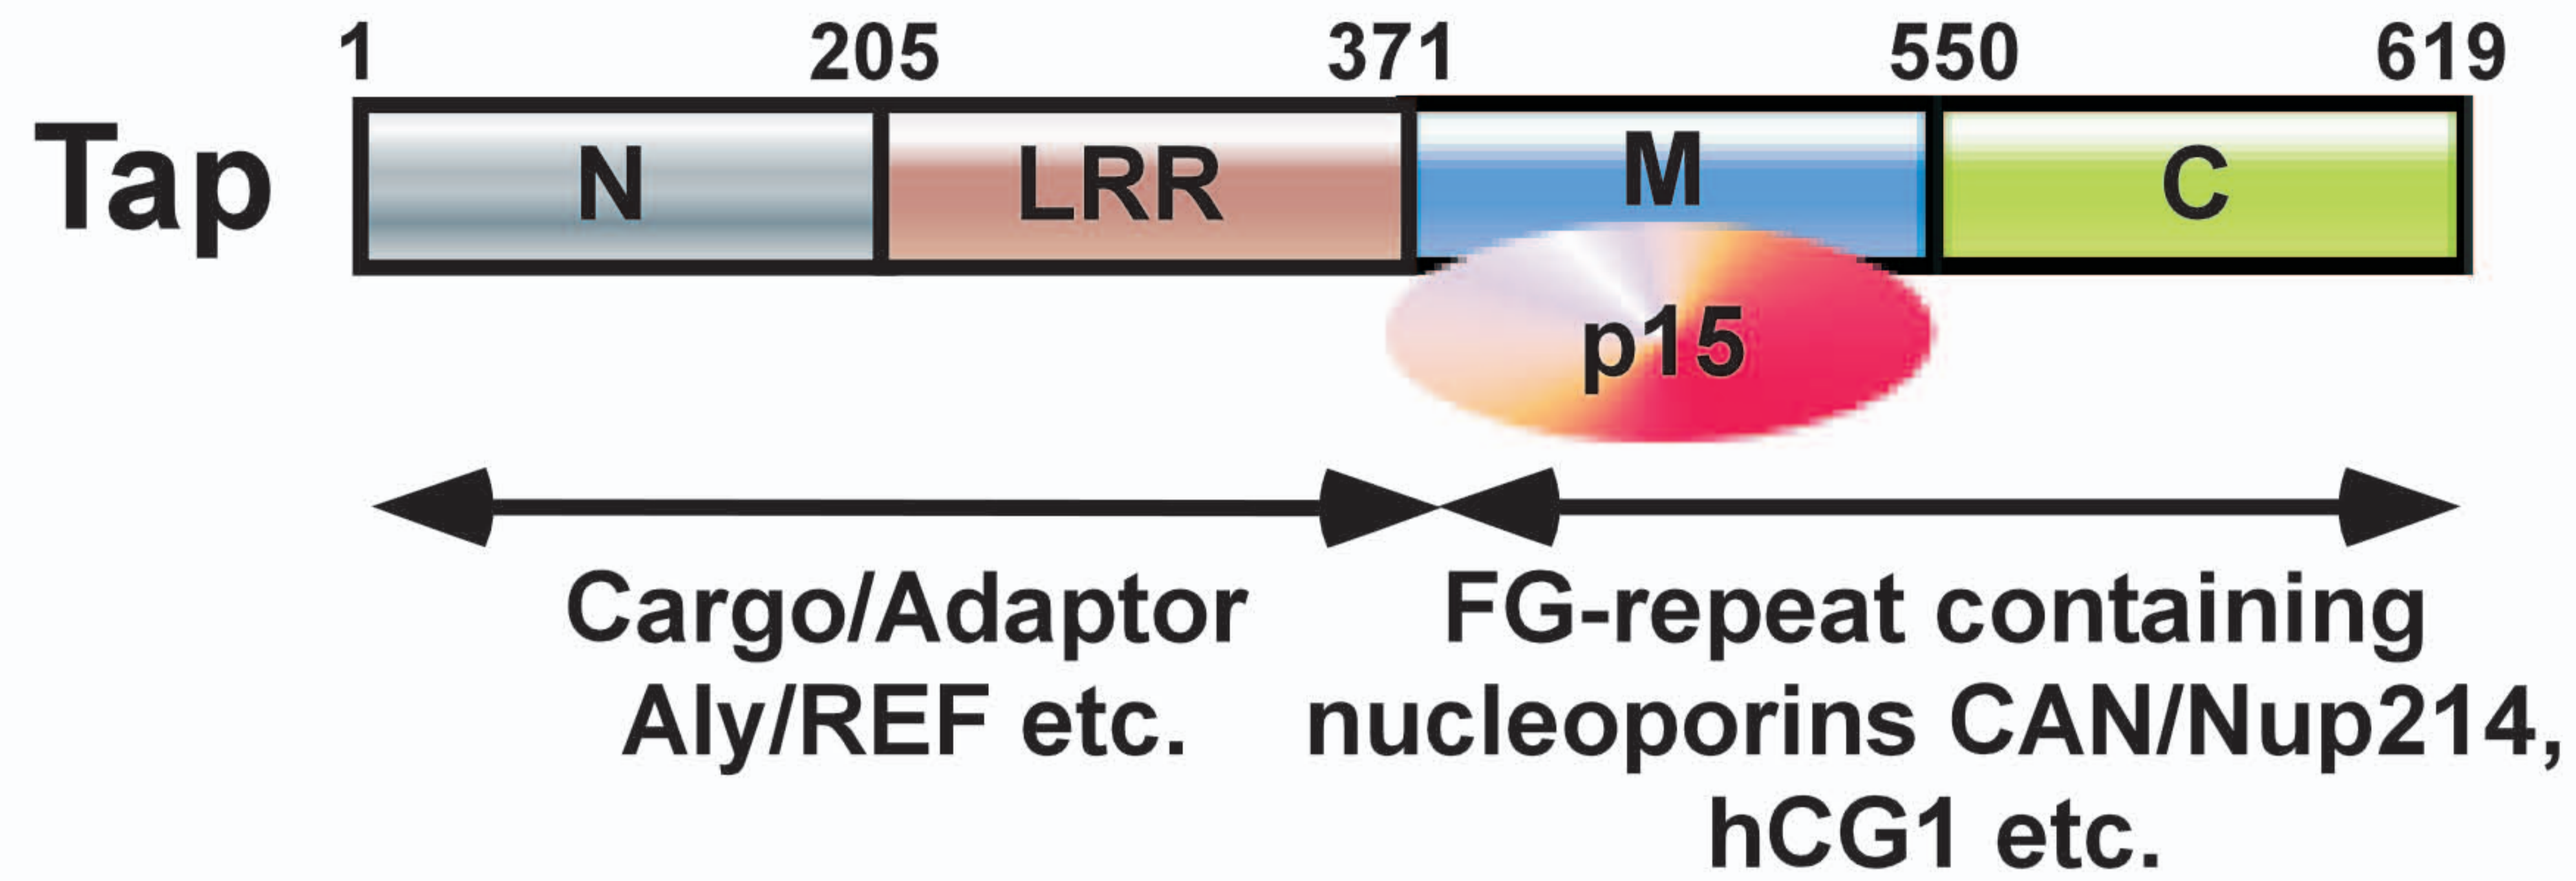 1 205 371 550 619
Tap N LRR M C
p15
Cargo/Adaptor
Aly/REF etc.
FG-repeat containing
nucleoporins CAN/Nup214,
hCG1 etc.